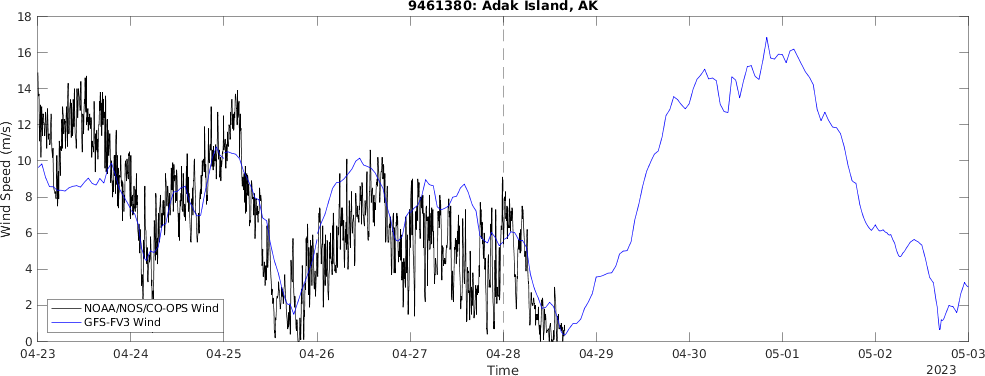 9461380: Adak Island, AK
18
16
14
12
10
8
6
4
2
0
Wind Speed (m/s)
NOAA/NOS/CO-OPS Wind
GFS-FV3 Wind
04-23 04-24 04-25 04-26 04-27 04-28 04-29 04-30 05-01 05-02 05-03
Time
2023